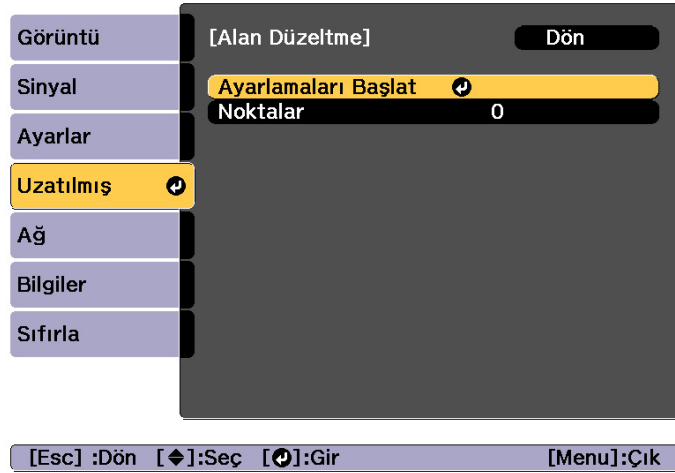 Görüntü
Sinyal
Ayarlar
Uzatılmış
Ağ
Bilgiler
Sıfırla
[Alan Düzeltme] Dön
Ayarlamaları Başlat
Noktalar 0
[Esc] :Dön [◆]:Seç [↵]:Gir [Menu]:Çık